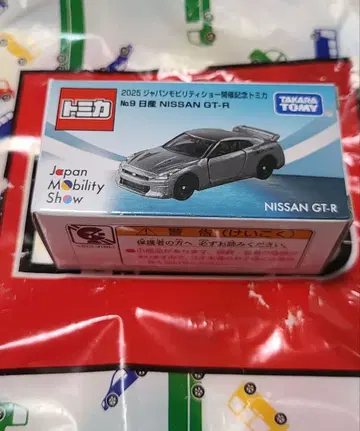 トミカ
2025 ジャパンモビリティショー開催記念トミカ
No.9 日産 NISSAN GT-R
TAKARA TOMY
Japan
Mobility
Show
NISSAN GT-R
警告(けいこく)
保護者の方へ 必ずお読みください。